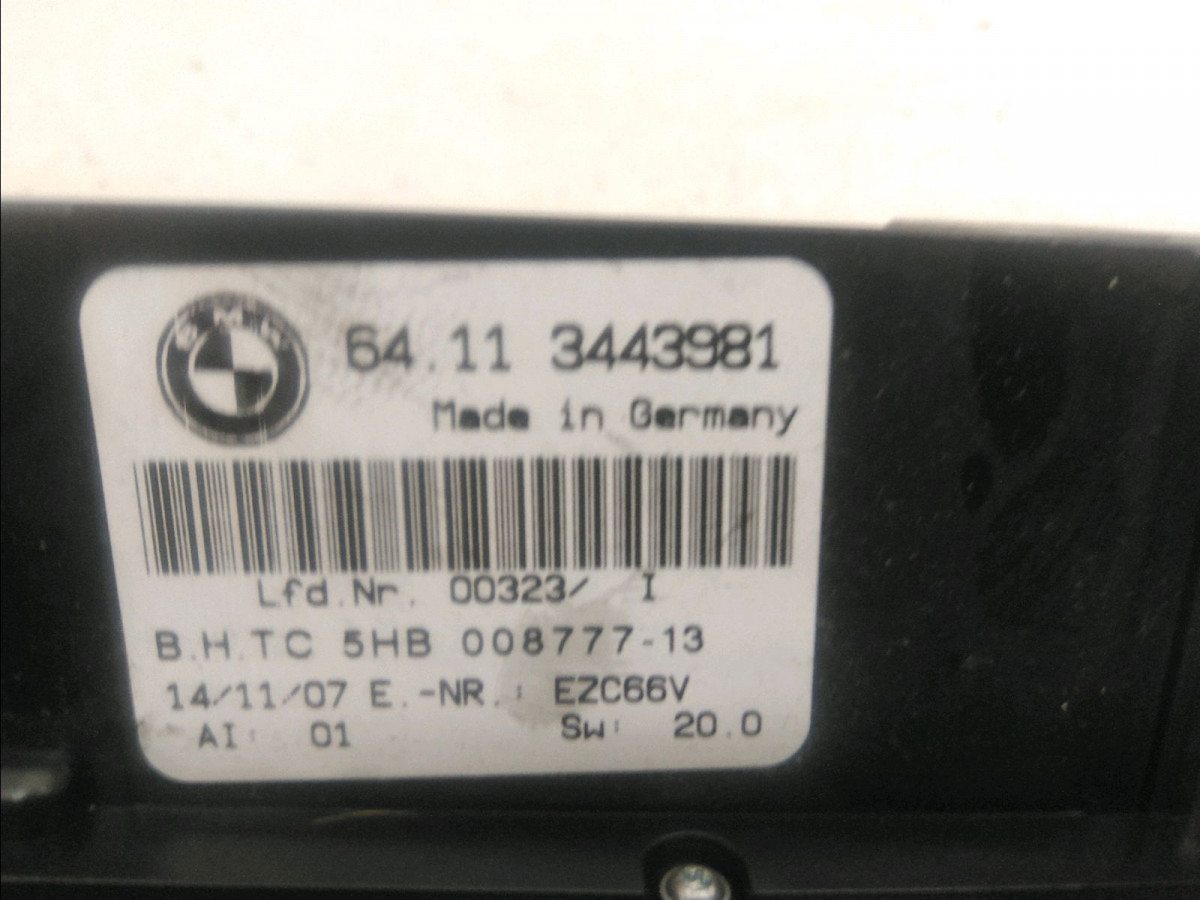 BMW
64.11 3443981
Made in Germany
Lfd.Nr. 00323/ I
B.H.TC 5HB 008777-13
14/11/07 E.-NR.: EZC66V
AI: 01 Sw: 20.0